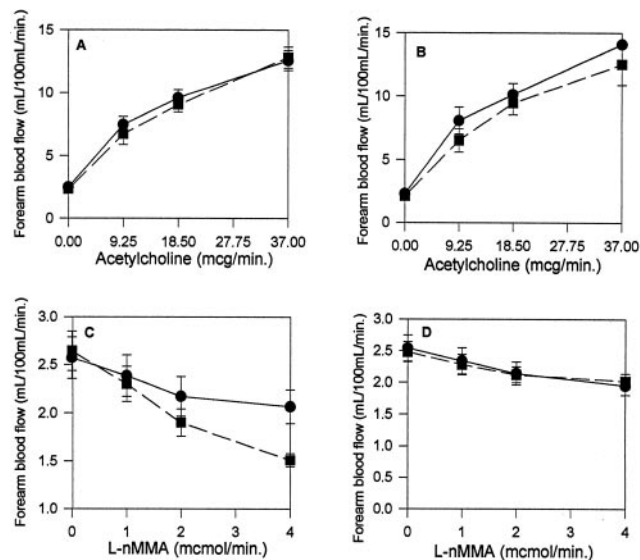 A
Forearm blood flow (mL/100mL/min.)
15
10
5
0
0.00 9.25 18.50 27.75 37.00
Acetylcholine (mcg/min.)
B
Forearm blood flow (mL/100mL/min.)
15
10
5
0
0.00 9.25 18.50 27.75 37.00
Acetylcholine (mcg/min.)
C
Forearm blood flow (mL/100mL/min.)
3.0
2.5
2.0
1.5
1.0
0 1 2 3 4
L-nMMA (mcmol/min.)
D
Forearm blood flow (mL/100mL/min.)
3.0
2.5
2.0
1.5
1.0
0.5
0.0
0 1 2 3 4
L-nMMA (mcmol/min.)